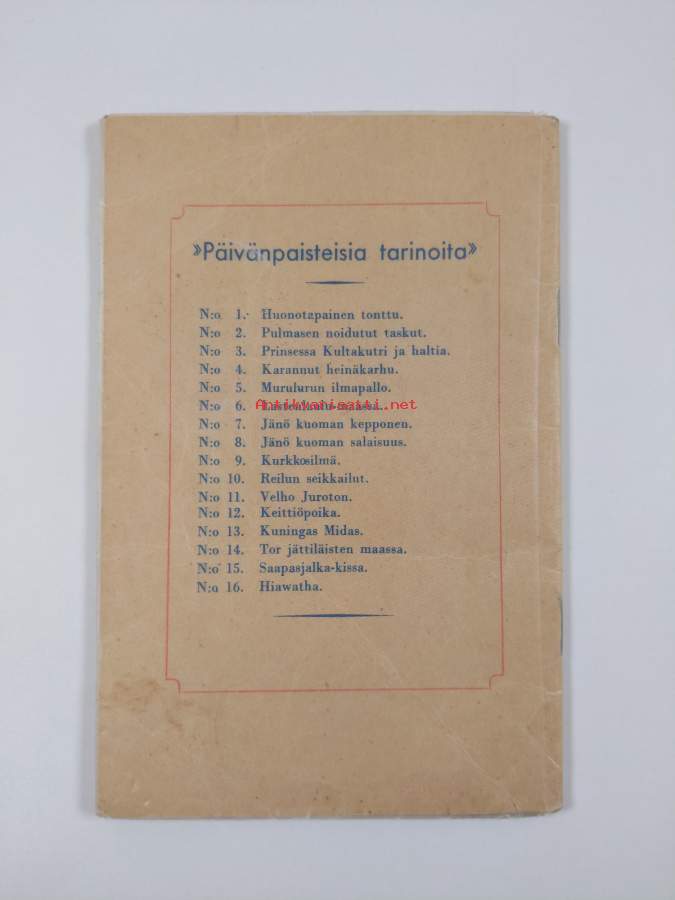 »Päivänpaisteisia tarinoita»
N:o 1. Huonotapainen tonttu.
N:o 2. Pulmasen noidutut taskut.
N:o 3. Prinsessa Kultakutri ja haltia.
N:o 4. Karannut heinäkarhu.
N:o 5. Murulurun ilmapallo.
N:o 6.
Antikvariaatti.net
N:o 7. Jänö kuoman kepponen.
N:o 8. Jänö kuoman salaisuus.
N:o 9. Kurkkosilmä.
N:o 10. Reilun seikkailut.
N:o 11. Velho Juroton.
N:o 12. Keittiöpoika.
N:o 13. Kuningas Midas.
N:o 14. Tor jättiläisten maassa.
N:o 15. Saapasjalka-kissa.
N:o 16. Hiawatha.